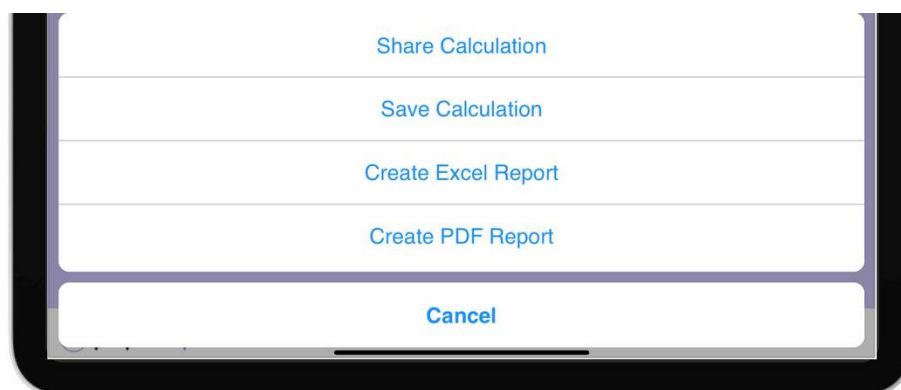 Share Calculation
Save Calculation
Create Excel Report
Create PDF Report
Cancel